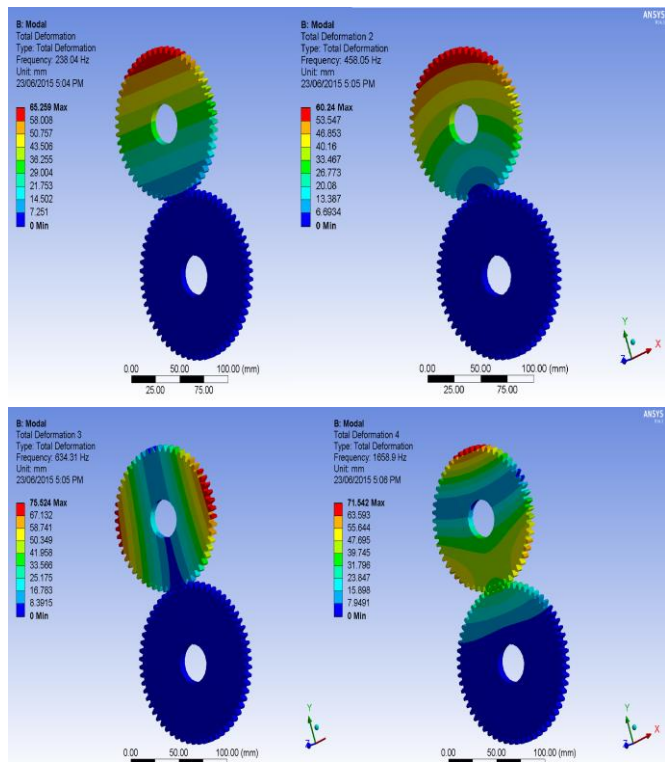 B: Modal
Total Deformation
Type: Total Deformation
Frequency: 238.04 Hz
Unit: mm
23/06/2015 5:04 PM
65.259 Max
58.008
50.757
43.506
36.255
29.004
21.753
14.502
7.251
0 Min
0.00 50.00 100.00 (mm)
25.00 75.00
B: Modal
Total Deformation 2
Type: Total Deformation
Frequency: 458.05 Hz
Unit: mm
23/06/2015 5:05 PM
60.24 Max
53.547
46.853
40.16
33.467
26.773
20.08
13.387
6.6934
0 Min
0.00 50.00 100.00 (mm)
25.00 75.00
ANSYS
Y
X
Z
B: Modal
Total Deformation 3
Type: Total Deformation
Frequency: 634.31 Hz
Unit: mm
23/06/2015 5:05 PM
75.524 Max
67.132
58.741
50.349
41.958
33.566
25.175
16.783
8.3915
0 Min
0.00 50.00 100.00 (mm)
Y
B: Modal
Total Deformation 4
Type: Total Deformation
Frequency: 1658.9 Hz
Unit: mm
23/06/2015 5:06 PM
71.542 Max
63.593
55.644
47.695
39.745
31.796
23.847
15.898
7.9491
0 Min
0.00 50.00 100.00 (mm)
ANSYS
Y
X